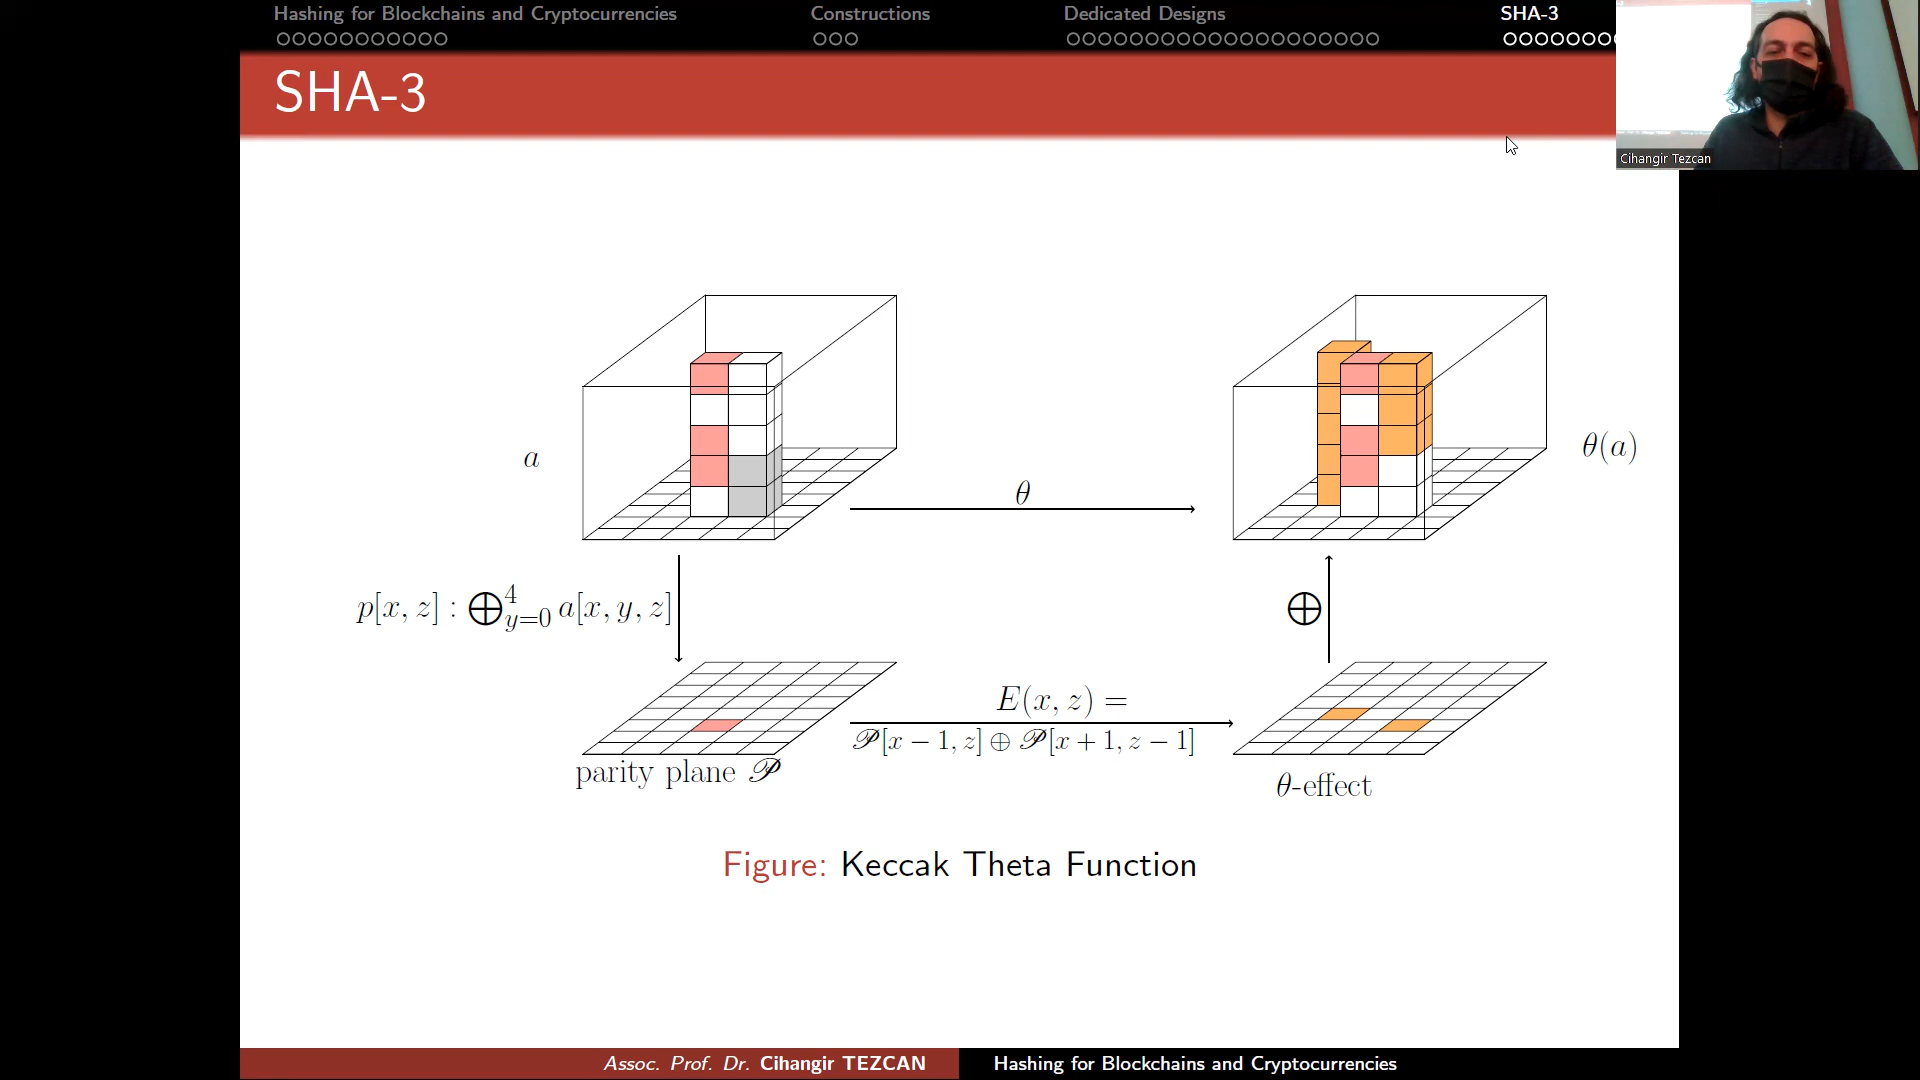 Hashing for Blockchains and Cryptocurrencies Constructions Dedicated Designs SHA-3
SHA-3
Cihangir Tezcan
a
θ
θ(a)
p[x, z] : ⨁⁴_{y=0} a[x, y, z]
⊕
E(x, z) =
𝒫[x − 1, z] ⊕ 𝒫[x + 1, z − 1]
parity plane 𝒫
θ-effect
Figure: Keccak Theta Function
Assoc. Prof. Dr. Cihangir TEZCAN Hashing for Blockchains and Cryptocurrencies